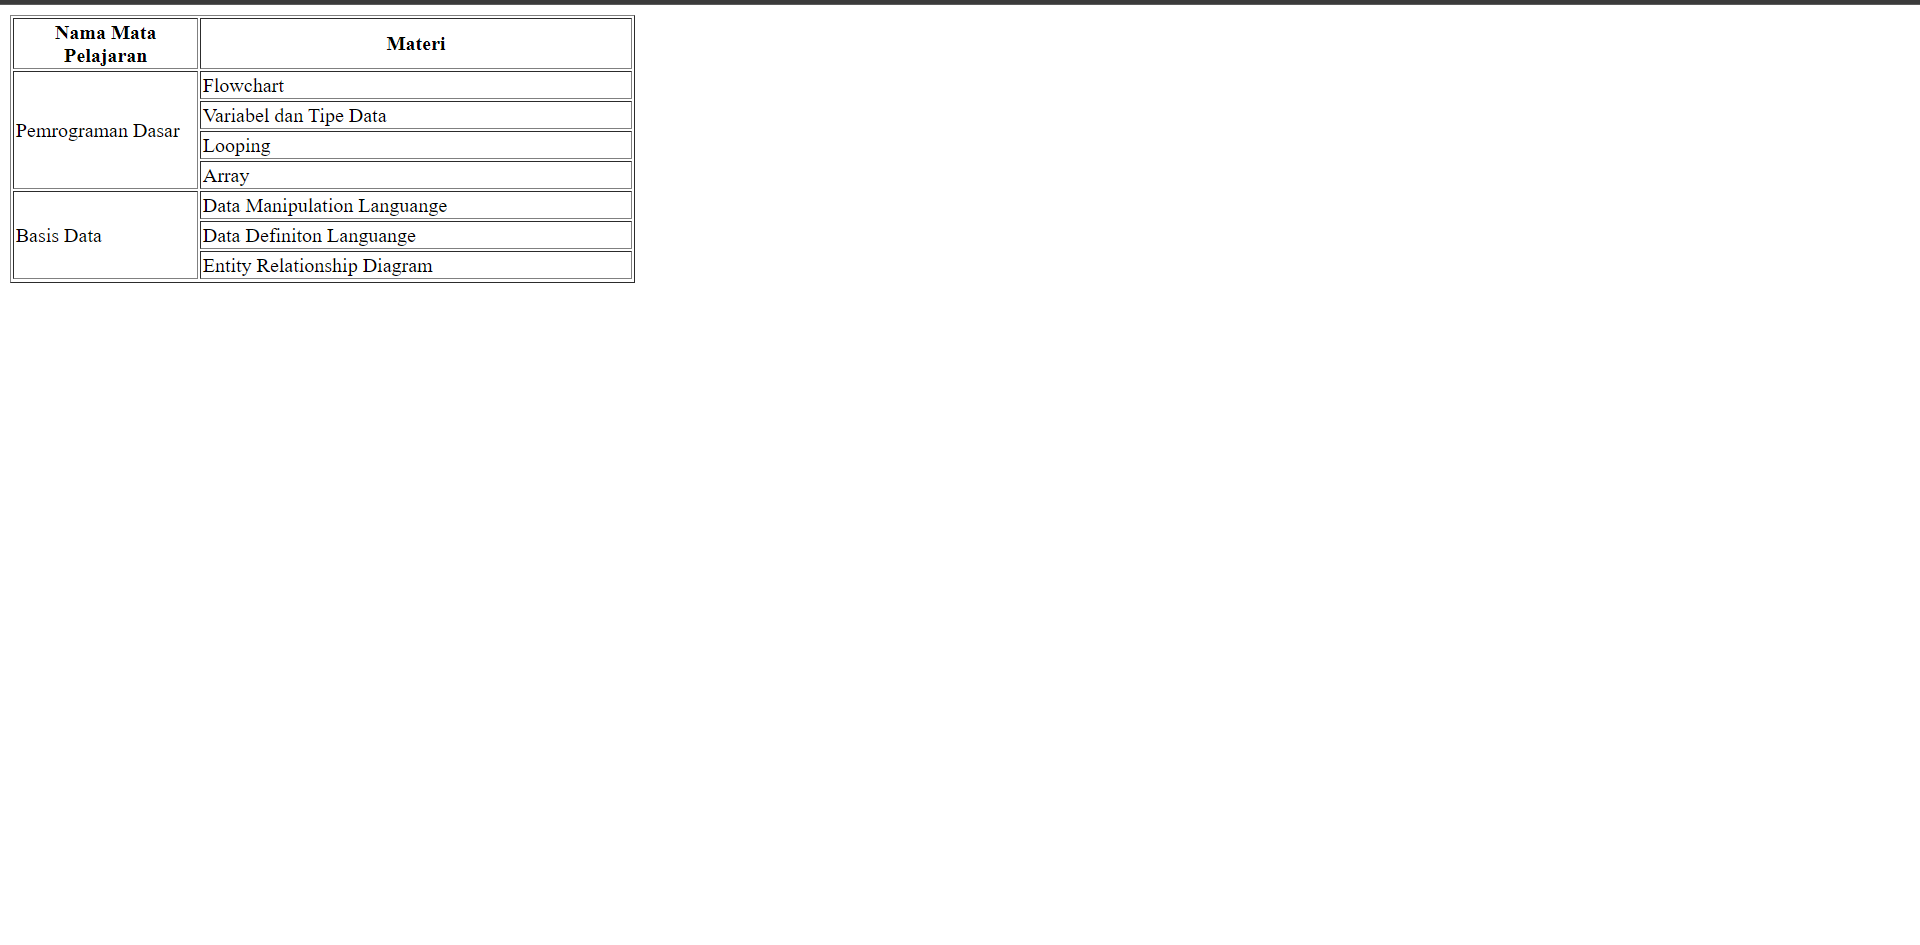 Nama Mata
Pelajaran
Materi
Pemrograman Dasar
Flowchart
Variabel dan Tipe Data
Looping
Array
Basis Data
Data Manipulation Languange
Data Definiton Languange
Entity Relationship Diagram